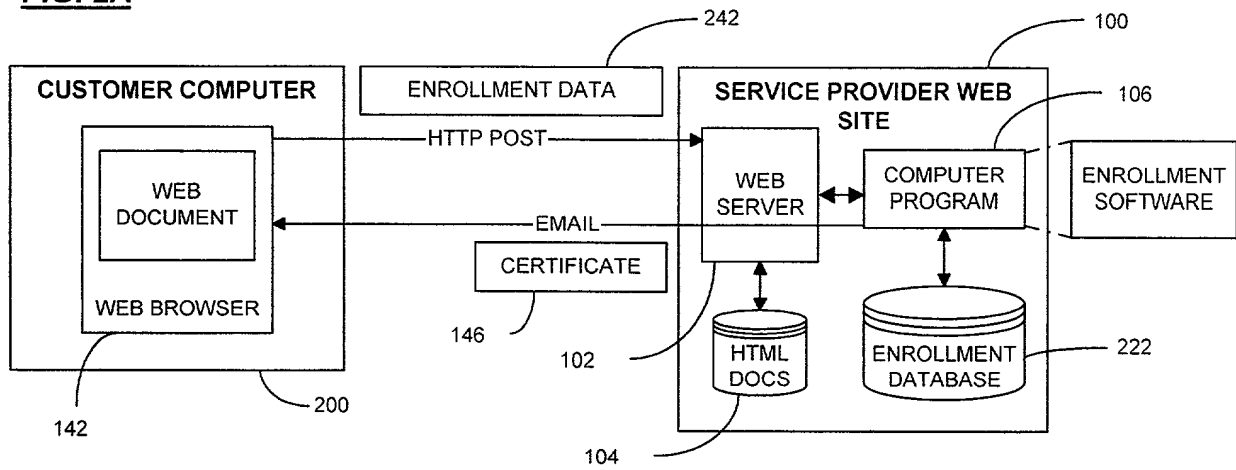 242
100
CUSTOMER COMPUTER
ENROLLMENT DATA
SERVICE PROVIDER WEB
SITE
106
HTTP POST
WEB
DOCUMENT
WEB
SERVER
COMPUTER
PROGRAM
ENROLLMENT
SOFTWARE
EMAIL
CERTIFICATE
WEB BROWSER
146
102
HTML
DOCS
ENROLLMENT
DATABASE
222
200
142
104